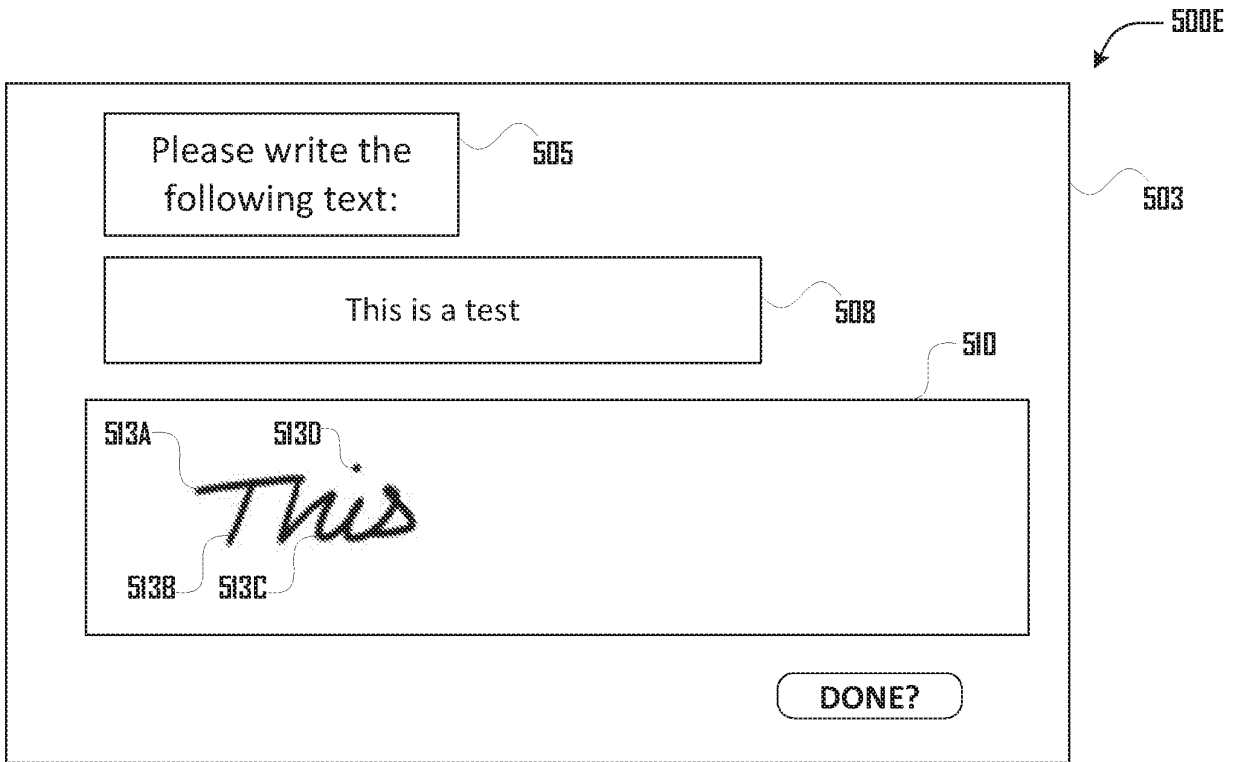 500E
Please write the
following text:
505
503
This is a test
508
510
513A
513D
This
513B
513C
DONE?